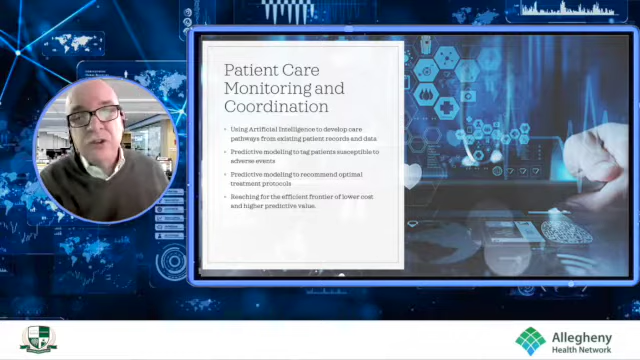 Patient Care
Monitoring and
Coordination
Using Artificial Intelligence to develop care
pathways from existing patient records and data
Predictive modeling to tag patients susceptible to
adverse events
Predictive modeling to recommend optimal
treatment protocols
Reaching for the efficient frontier of lower cost
and higher predictive value.
Allegheny
Health Network